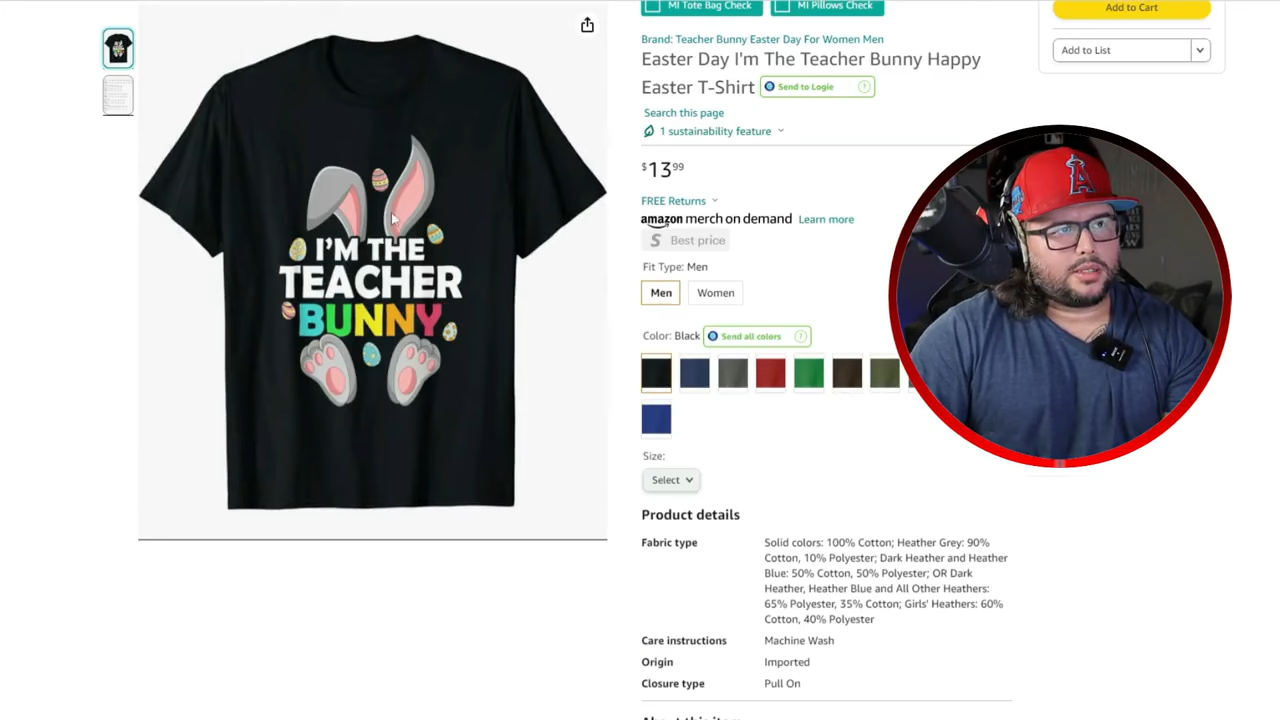 MI Tote Bag Check
MI Pillows Check
Add to Cart
Brand: Teacher Bunny Easter Day For Women Men
Add to List
Easter Day I'm The Teacher Bunny Happy
Easter T-Shirt
Send to Logie ?
Search this page
1 sustainability feature
$13 99
FREE Returns
amazon merch on demand Learn more
S Best price
Fit Type: Men
Men
Women
Color: Black
Send all colors ?
Size:
Select
Product details
Fabric type
Solid colors: 100% Cotton; Heather Grey: 90%
Cotton, 10% Polyester; Dark Heather and Heather
Blue: 50% Cotton, 50% Polyester; OR Dark
Heather, Heather Blue and All Other Heathers:
65% Polyester, 35% Cotton; Girls' Heathers: 60%
Cotton, 40% Polyester
Care instructions
Machine Wash
Origin
Imported
Closure type
Pull On
I'M THE
TEACHER
BUNNY
A